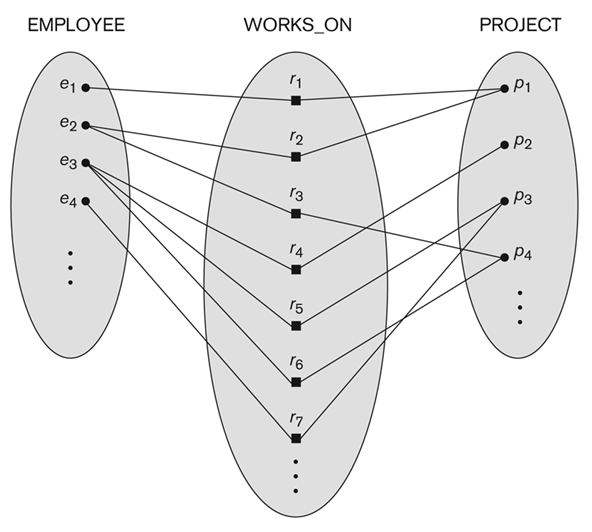 EMPLOYEE WORKS_ON PROJECT
e1
e2
e3
e4
r1
r2
r3
r4
r5
r6
r7
p1
p2
p3
p4